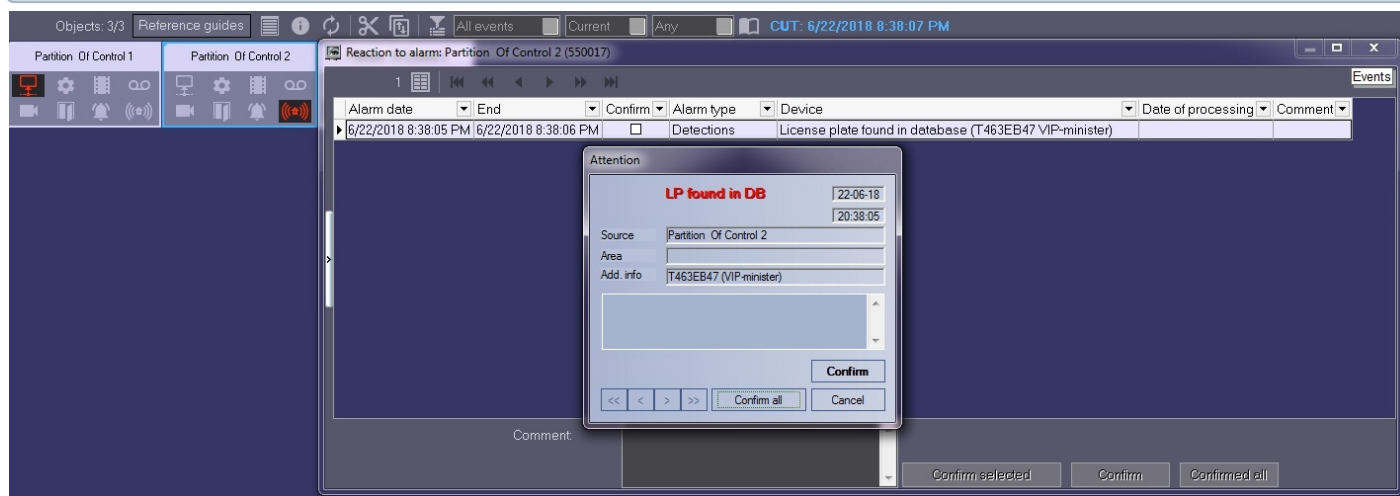 Objects: 3/3 Reference guides All events Current Any CUT: 6/22/2018 8:38:07 PM
Partition Of Control 1 Partition Of Control 2
Reaction to alarm: Partition Of Control 2 (550017)
1
Events
Alarm date End Confirm Alarm type Device Date of processing Comment
6/22/2018 8:38:05 PM 6/22/2018 8:38:06 PM Detections License plate found in database (T463EB47 VIP-minister)
Attention
LP found in DB 22-06-18
20:38:05
Source Partition Of Control 2
Area
Add. info T463EB47 (VIP-minister)
Confirm
<< < > >> Confirm all Cancel
Comment:
Confirm selected Confirm Confirmed all